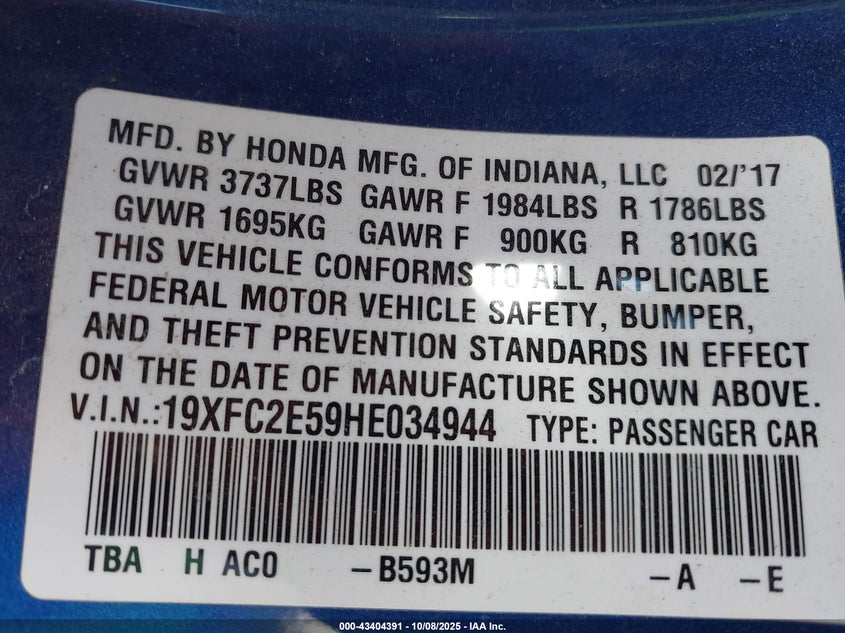 MFD. BY HONDA MFG. OF INDIANA, LLC 02/'17
GVWR 3737LBS GAWR F 1984LBS R 1786LBS
GVWR 1695KG GAWR F 900KG R 810KG
THIS VEHICLE CONFORMS TO ALL APPLICABLE
FEDERAL MOTOR VEHICLE SAFETY, BUMPER,
AND THEFT PREVENTION STANDARDS IN EFFECT
ON THE DATE OF MANUFACTURE SHOWN ABOVE.
V.I.N.:19XFC2E59HE034944 TYPE: PASSENGER CAR
TBA H AC0 -B593M -A -E
000-43404391 - 10/08/2025 - IAA Inc.